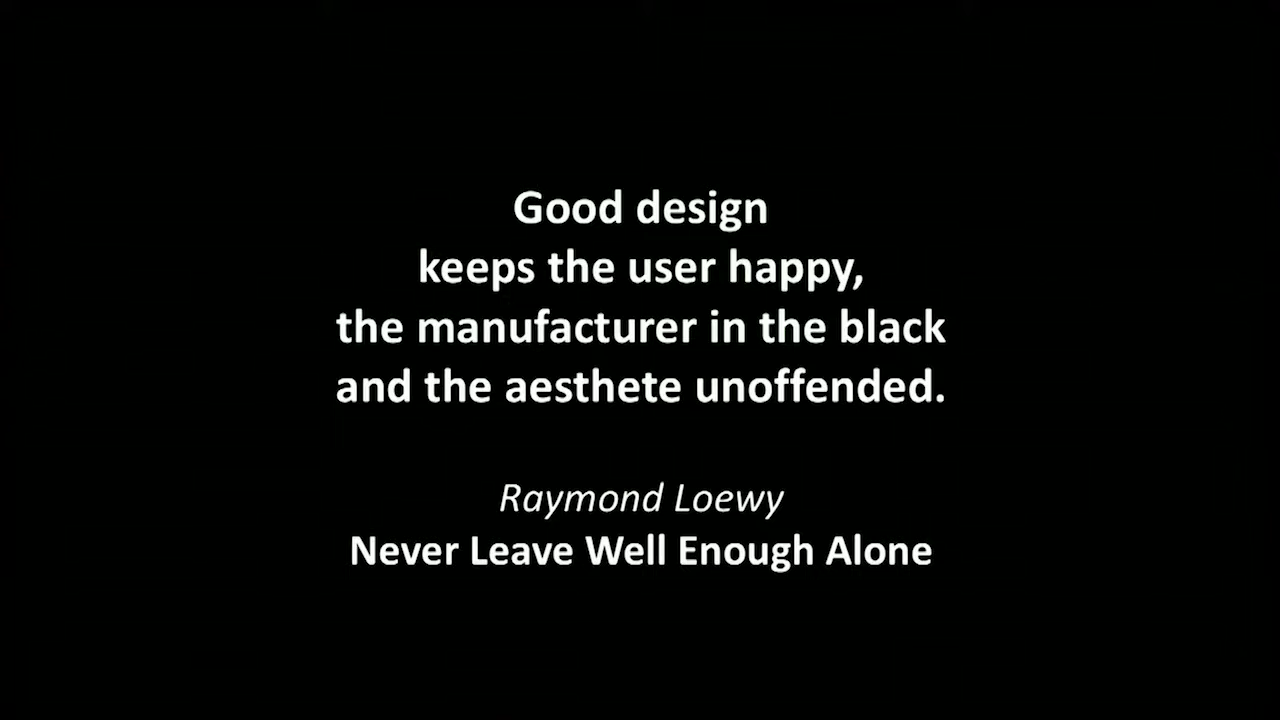 Good design
keeps the user happy,
the manufacturer in the black
and the aesthete unoffended.
Raymond Loewy
Never Leave Well Enough Alone